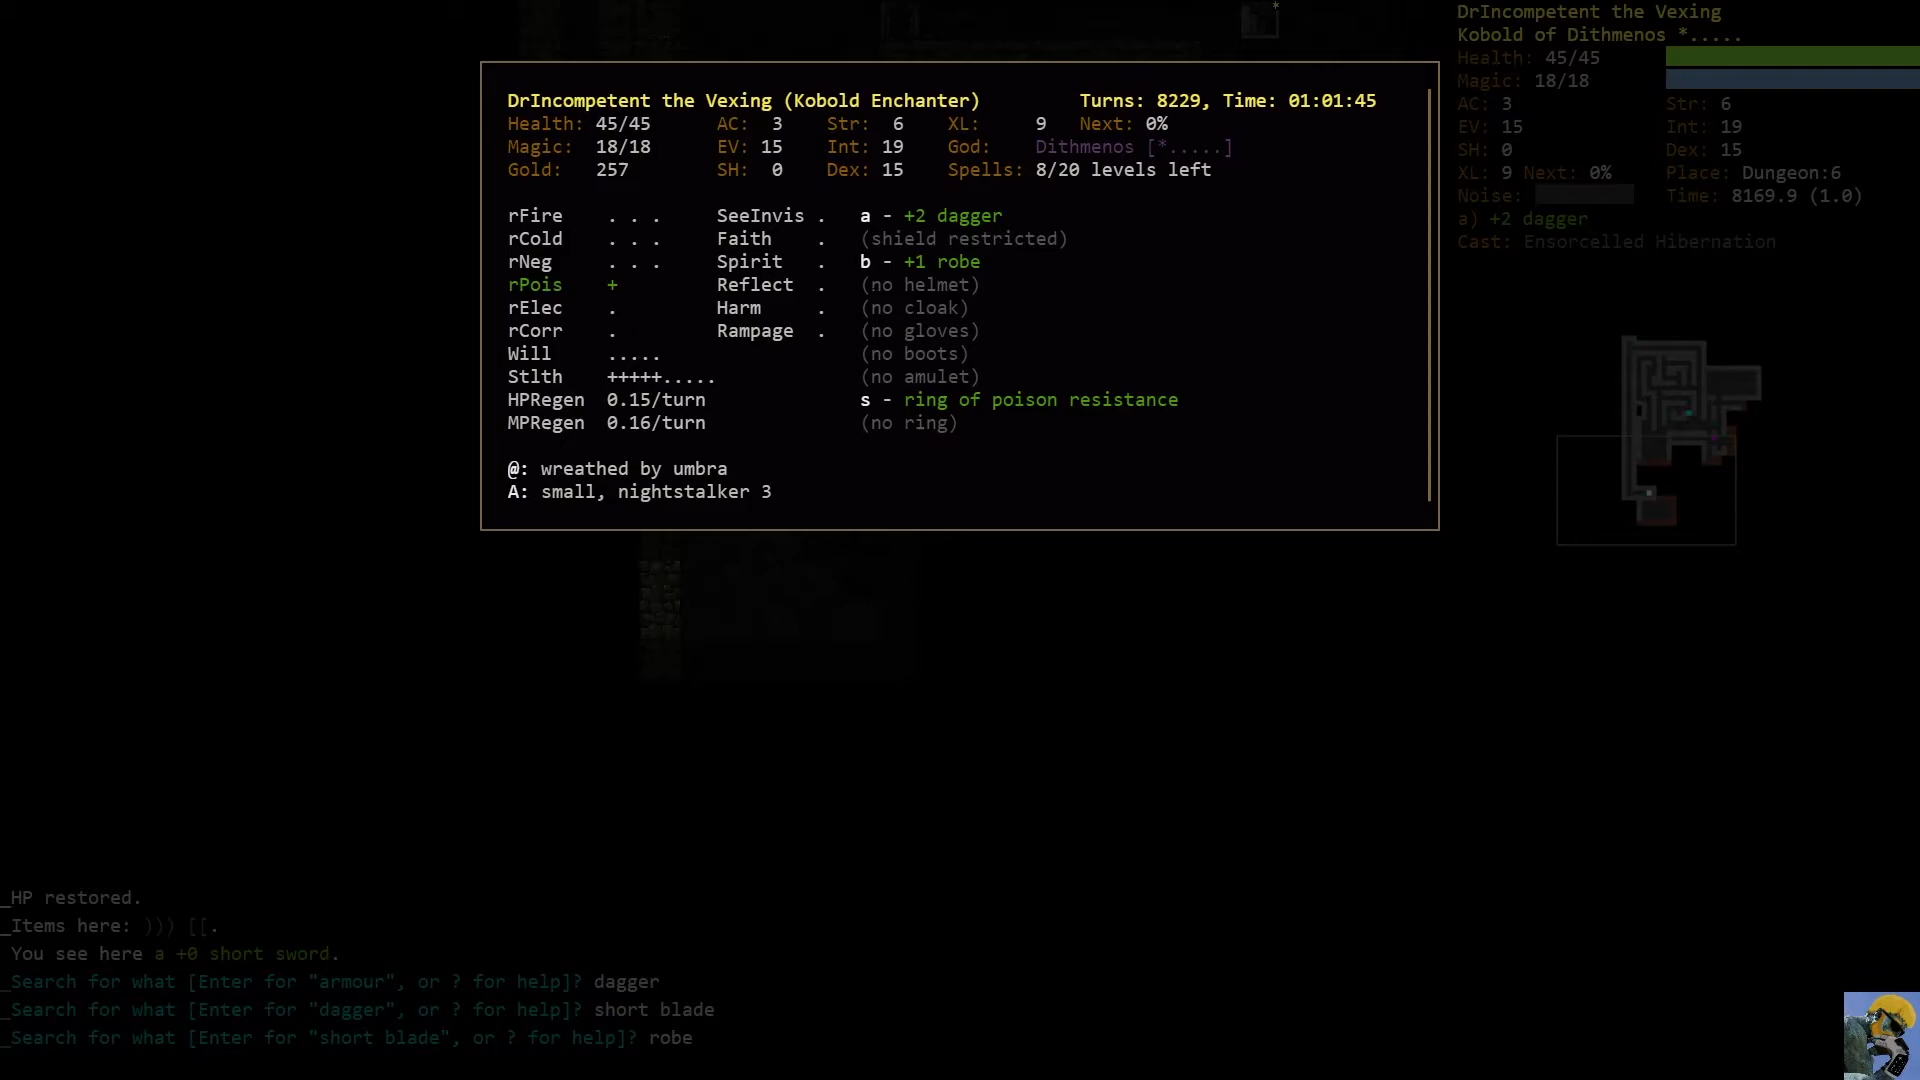 DrIncompetent the Vexing (Kobold Enchanter) Turns: 8229, Time: 01:01:45
Health: 45/45 AC: 3 Str: 6 XL: 9 Next: 0%
Magic: 18/18 EV: 15 Int: 19 God: Dithmenos [*.....]
Gold: 257 SH: 0 Dex: 15 Spells: 8/20 levels left
rFire . . . SeeInvis . a - +2 dagger
rCold . . . Faith . (shield restricted)
rNeg . . . Spirit . b - +1 robe
rPois + Reflect . (no helmet)
rElec . Harm . (no cloak)
rCorr . Rampage . (no gloves)
Will ..... (no boots)
Stlth +++++..... (no amulet)
HPRegen 0.15/turn s - ring of poison resistance
MPRegen 0.16/turn (no ring)
@: wreathed by umbra
A: small, nightstalker 3
DrIncompetent the Vexing
Kobold of Dithmenos *.....
Health: 45/45
Magic: 18/18
AC: 3 Str: 6
EV: 15 Int: 19
SH: 0 Dex: 15
XL: 9 Next: 0% Place: Dungeon:6
Noise: Time: 8169.9 (1.0)
a) +2 dagger
Cast: Ensorcelled Hibernation
_HP restored.
_Items here: ))) [[.
You see here a +0 short sword.
_Search for what [Enter for "armour", or ? for help]? dagger
_Search for what [Enter for "dagger", or ? for help]? short blade
_Search for what [Enter for "short blade", or ? for help]? robe